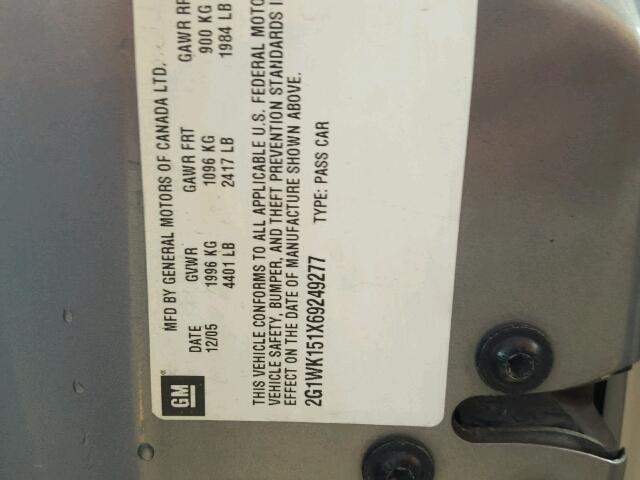 MFD BY GENERAL MOTORS OF CANADA LTD.
DATE GVWR GAWR FRT GAWR RR
12/05 1996 KG 1096 KG 900 KG
4401 LB 2417 LB 1984 LB
THIS VEHICLE CONFORMS TO ALL APPLICABLE U.S. FEDERAL
VEHICLE SAFETY, BUMPER, AND THEFT PREVENTION STANDARDS
EFFECT ON THE DATE OF MANUFACTURE SHOWN ABOVE.
2G1WK151X69249277 TYPE: PASS CAR
GM